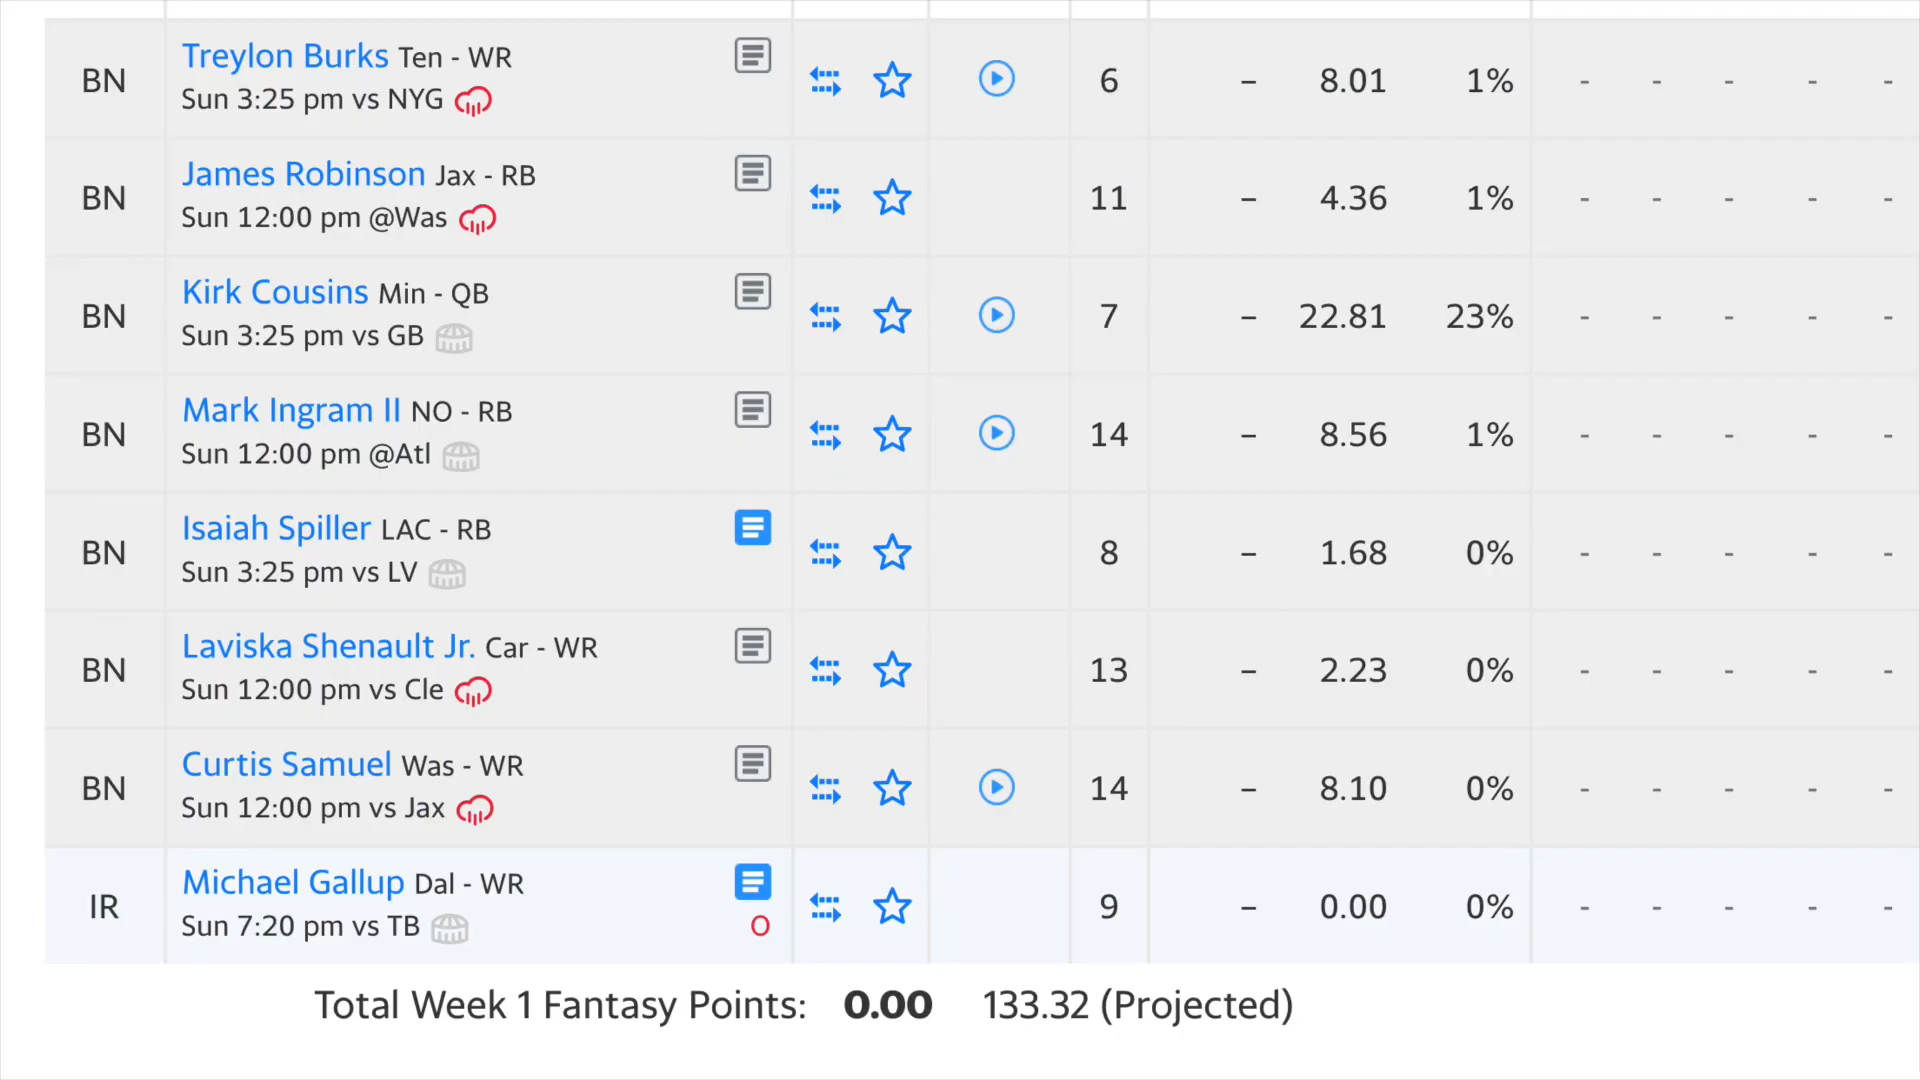 BN Treylon Burks Ten - WR 6 – 8.01 1% - - - - -
Sun 3:25 pm vs NYG
BN James Robinson Jax - RB 11 – 4.36 1% - - - - -
Sun 12:00 pm @Was
BN Kirk Cousins Min - QB 7 – 22.81 23% - - - - -
Sun 3:25 pm vs GB
BN Mark Ingram II NO - RB 14 – 8.56 1% - - - - -
Sun 12:00 pm @Atl
BN Isaiah Spiller LAC - RB 8 – 1.68 0% - - - - -
Sun 3:25 pm vs LV
BN Laviska Shenault Jr. Car - WR 13 – 2.23 0% - - - - -
Sun 12:00 pm vs Cle
BN Curtis Samuel Was - WR 14 – 8.10 0% - - - - -
Sun 12:00 pm vs Jax
IR Michael Gallup Dal - WR 9 – 0.00 0% - - - - -
Sun 7:20 pm vs TB O
Total Week 1 Fantasy Points: 0.00 133.32 (Projected)